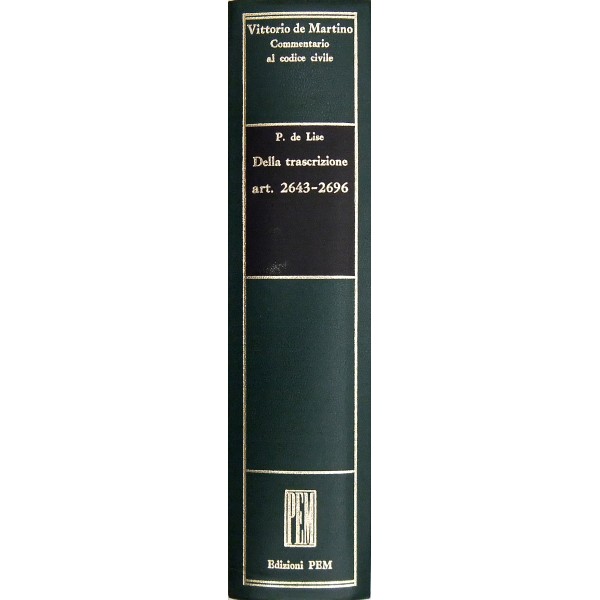 Vittorio de Martino
Commentario
al codice civile
P. de Lise
Della trascrizione
art. 2643-2696
PEM
Edizioni PEM